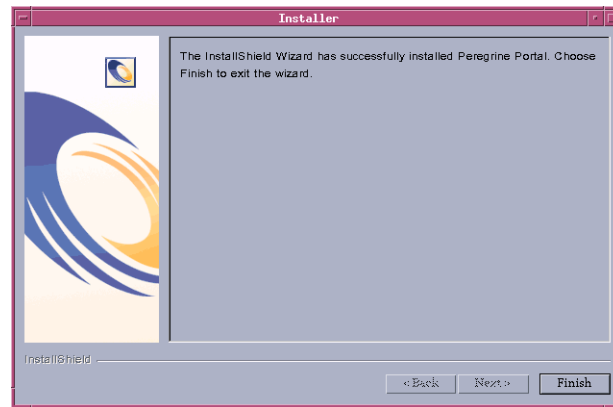 Installer
The InstallShield Wizard has successfully installed Peregrine Portal. Choose
Finish to exit the wizard.
InstallShield
< Back Next > Finish